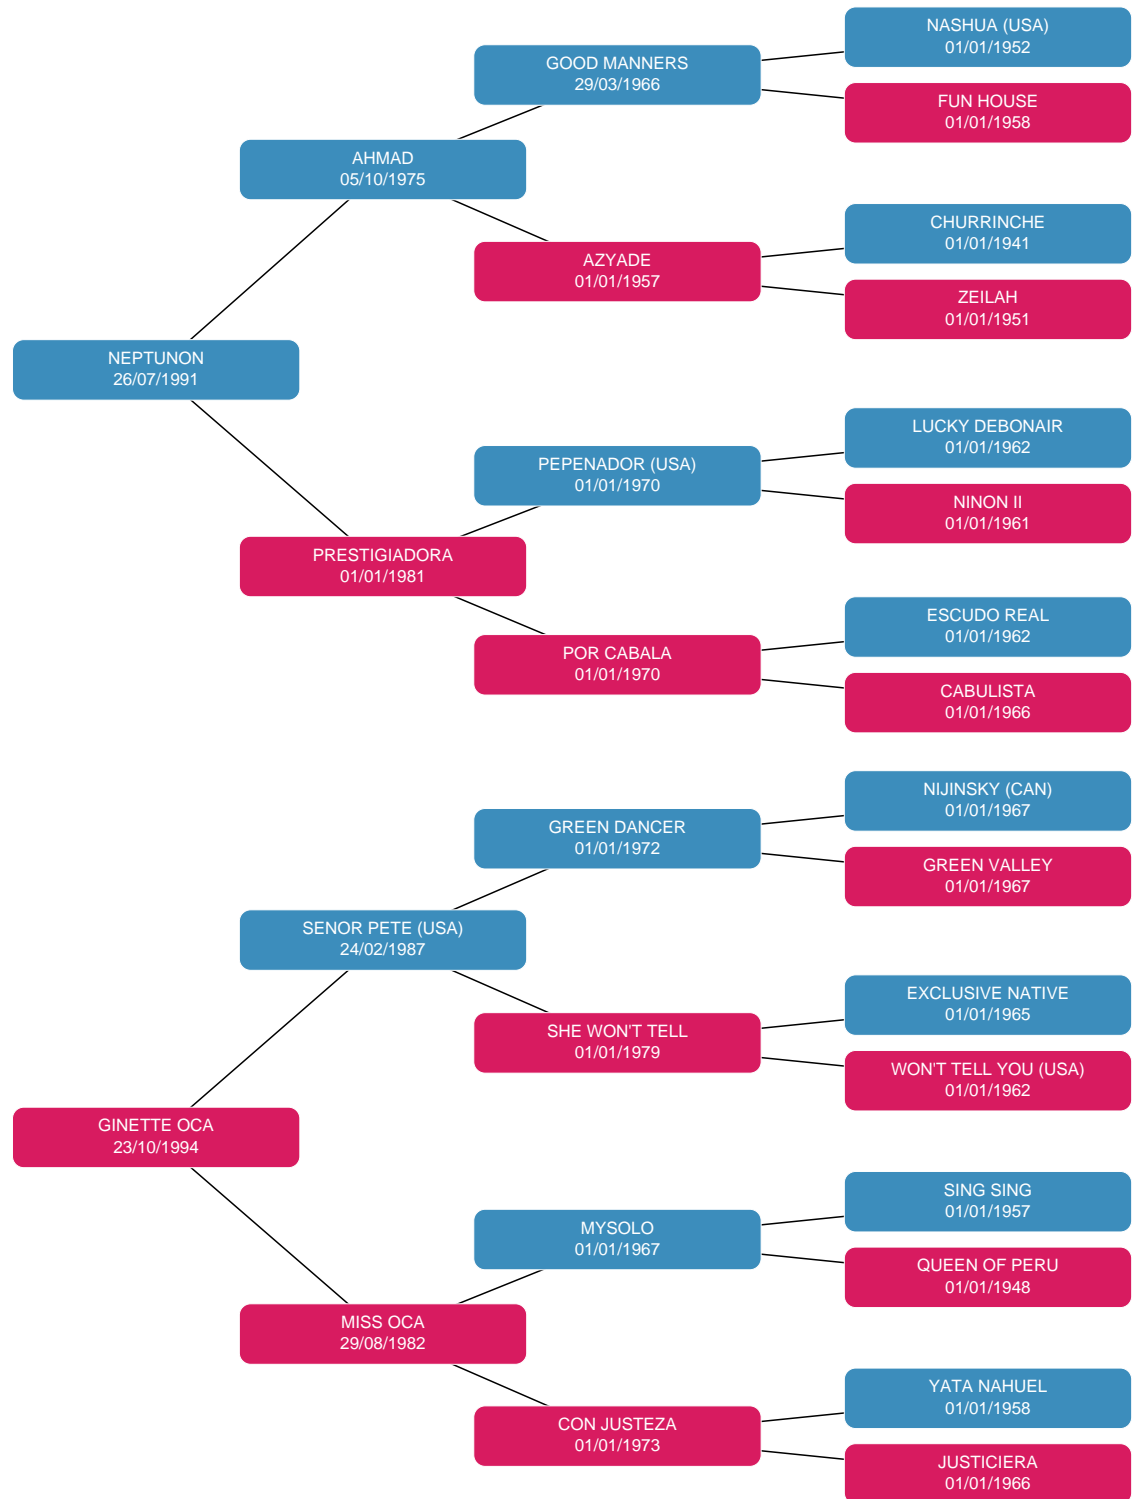 NASHUA (USA)
01/01/1952
GOOD MANNERS
29/03/1966
FUN HOUSE
01/01/1958
AHMAD
05/10/1975
CHURRINCHE
01/01/1941
AZYADE
01/01/1957
ZEILAH
01/01/1951
NEPTUNON
26/07/1991
LUCKY DEBONAIR
01/01/1962
PEPENADOR (USA)
01/01/1970
NINON II
01/01/1961
PRESTIGIADORA
01/01/1981
ESCUDO REAL
01/01/1962
POR CABALA
01/01/1970
CABULISTA
01/01/1966
NIJINSKY (CAN)
01/01/1967
GREEN DANCER
01/01/1972
GREEN VALLEY
01/01/1967
SENOR PETE (USA)
24/02/1987
EXCLUSIVE NATIVE
01/01/1965
SHE WON'T TELL
01/01/1979
WON'T TELL YOU (USA)
01/01/1962
GINETTE OCA
23/10/1994
SING SING
01/01/1957
MYSOLO
01/01/1967
QUEEN OF PERU
01/01/1948
MISS OCA
29/08/1982
YATA NAHUEL
01/01/1958
CON JUSTEZA
01/01/1973
JUSTICIERA
01/01/1966